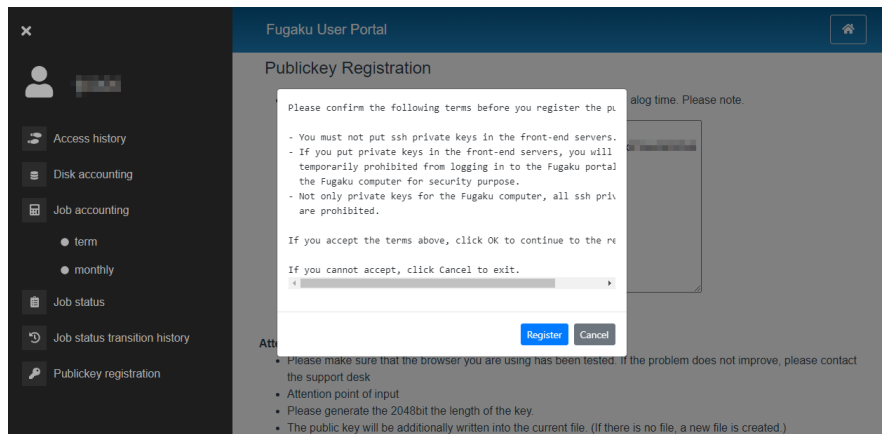 ×
Fugaku User Portal
Publickey Registration
Access history
Disk accounting
Job accounting
term
monthly
Job status
Job status transition history
Publickey registration
alog time. Please note.
Please confirm the following terms before you register the pu
- You must not put ssh private keys in the front-end servers.
- If you put private keys in the front-end servers, you will
temporarily prohibited from logging in to the Fugaku portal
the Fugaku computer for security purpose.
- Not only private keys for the Fugaku computer, all ssh priv
are prohibited.
If you accept the terms above, click OK to continue to the re
If you cannot accept, click Cancel to exit.
Register Cancel
Atte
• Please make sure that the browser you are using has been tested. If the problem does not improve, please contact
the support desk
• Attention point of input
• Please generate the 2048bit the length of the key.
• The public key will be additionally written into the current file. (If there is no file, a new file is created.)